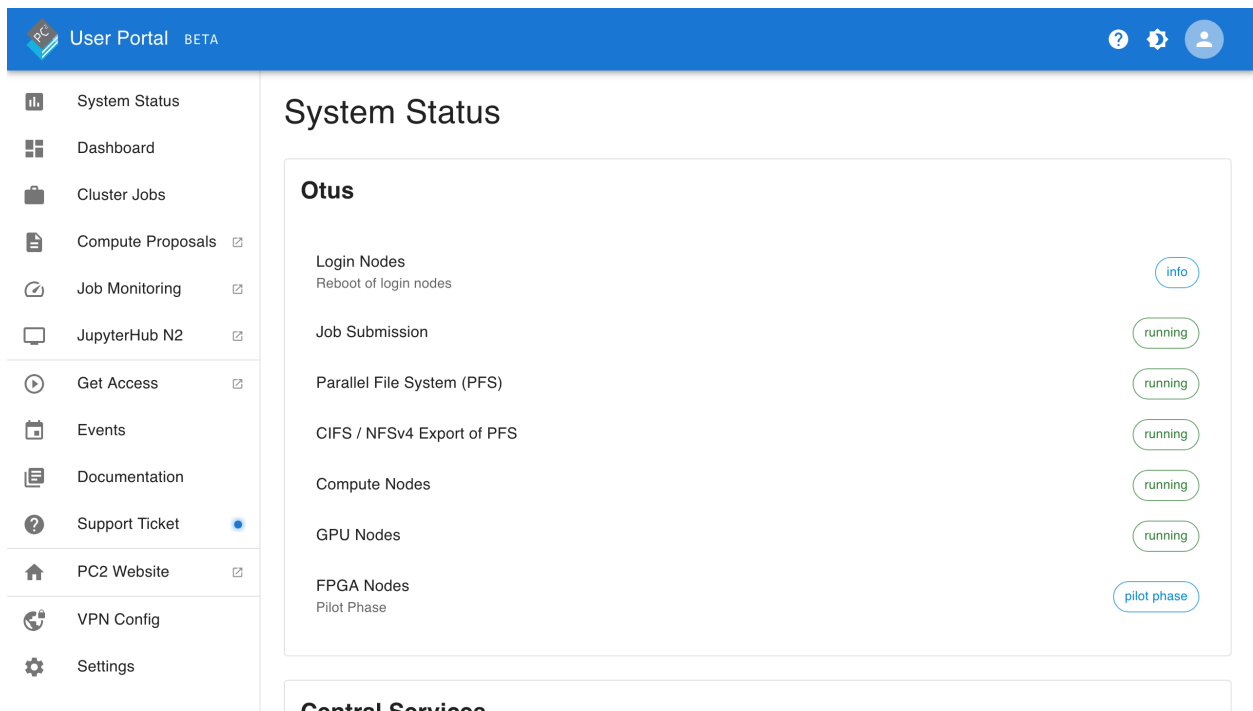 PC²
User Portal BETA
System Status
Dashboard
Cluster Jobs
Compute Proposals
Job Monitoring
JupyterHub N2
Get Access
Events
Documentation
Support Ticket
PC2 Website
VPN Config
Settings
System Status
Otus
Login Nodes
Reboot of login nodes
info
Job Submission
running
Parallel File System (PFS)
running
CIFS / NFSv4 Export of PFS
running
Compute Nodes
running
GPU Nodes
running
FPGA Nodes
Pilot Phase
pilot phase
Central Services